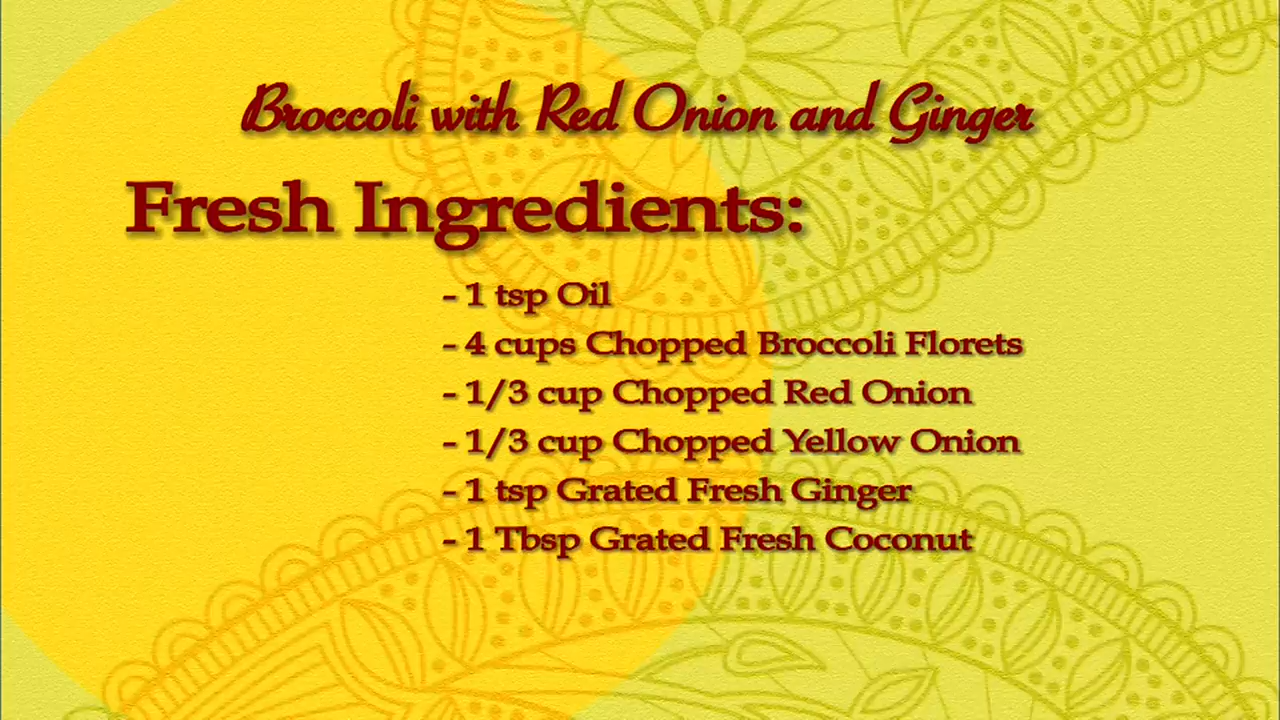 Broccoli with Red Onion and Ginger
Fresh Ingredients:
- 1 tsp Oil
- 4 cups Chopped Broccoli Florets
- 1/3 cup Chopped Red Onion
- 1/3 cup Chopped Yellow Onion
- 1 tsp Grated Fresh Ginger
- 1 Tbsp Grated Fresh Coconut